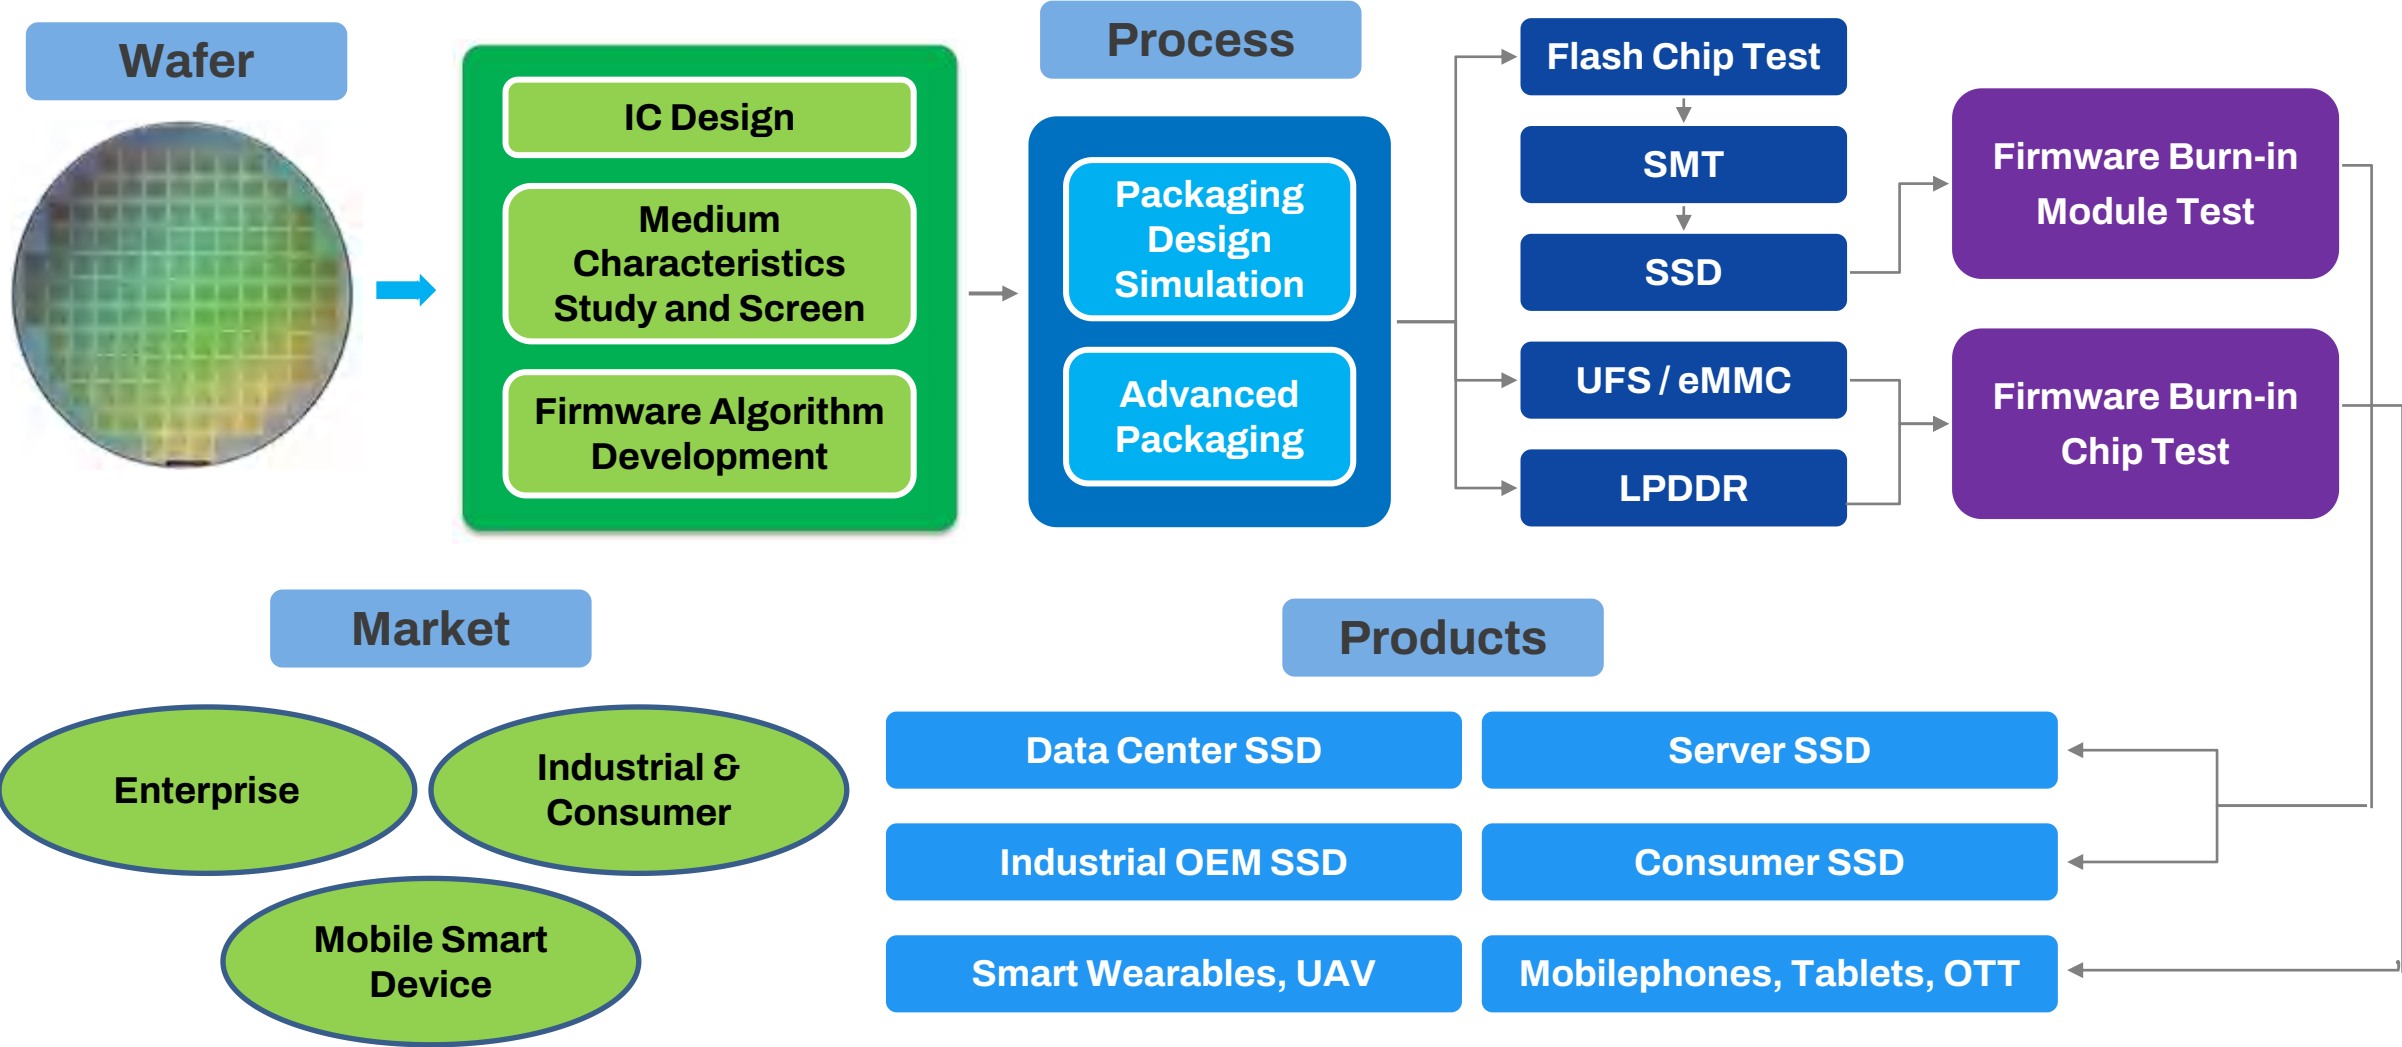 Wafer
IC Design
Medium
Characteristics
Study and Screen
Firmware Algorithm
Development
Process
Packaging
Design
Simulation
Advanced
Packaging
Flash Chip Test
SMT
SSD
UFS / eMMC
LPDDR
Firmware Burn-in
Module Test
Firmware Burn-in
Chip Test
Market
Enterprise
Industrial &
Consumer
Mobile Smart
Device
Products
Data Center SSD
Server SSD
Industrial OEM SSD
Consumer SSD
Smart Wearables, UAV
Mobilephones, Tablets, OTT